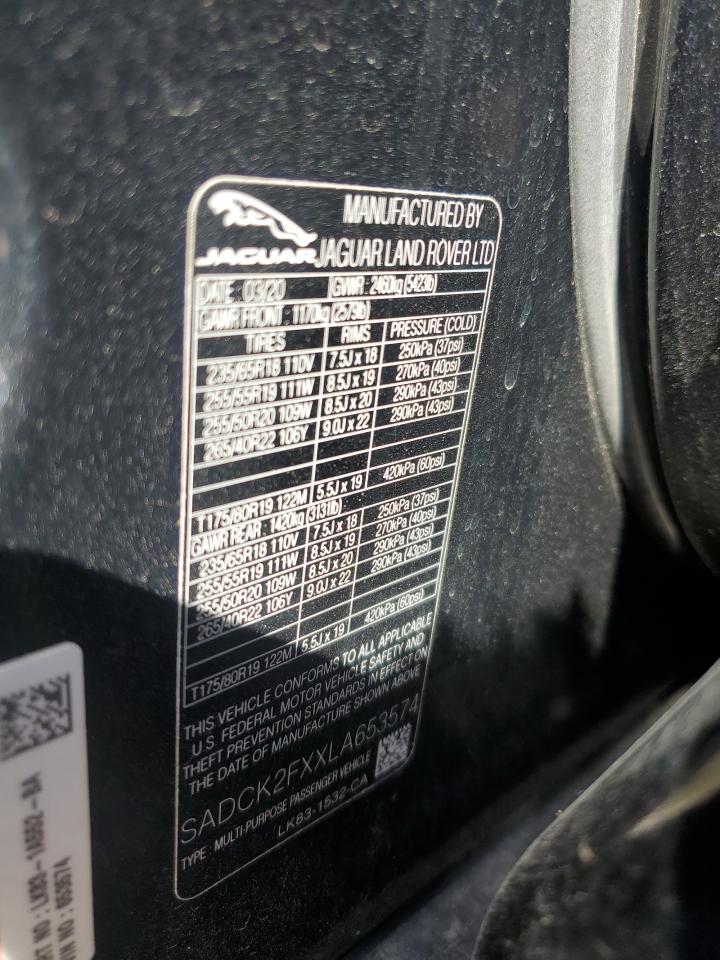 MANUFACTURED BY
JAGUAR JAGUAR LAND ROVER LTD
DATE : 03/20 GVWR : 2460kg (5423lb)
GAWR FRONT : 1170kg (2579lb)
TIRES RIMS PRESSURE (COLD)
235/65R18 110V 7.5J x 18 250kPa (37psi)
255/55R19 111W 8.5J x 19 270kPa (40psi)
255/50R20 109W 8.5J x 20 290kPa (43psi)
265/40R22 106Y 9.0J x 22 290kPa (43psi)
T175/80R19 122M 5.5J x 19 420kPa (60psi)
GAWR REAR : 1420kg (3131lb)
235/65R18 110V 7.5J x 18 250kPa (37psi)
255/55R19 111W 8.5J x 19 270kPa (40psi)
255/50R20 109W 8.5J x 20 290kPa (43psi)
265/40R22 106Y 9.0J x 22 290kPa (43psi)
T175/80R19 122M 5.5J x 19 420kPa (60psi)
THIS VEHICLE CONFORMS TO ALL APPLICABLE
U.S. FEDERAL MOTOR VEHICLE SAFETY AND
THEFT PREVENTION STANDARDS IN EFFECT ON
THE DATE OF MANUFACTURE SHOWN ABOVE
SADCK2FXXLA653574
TYPE : MULTI-PURPOSE PASSENGER VEHICLE
LK83-1532-CA
NO : LK83-
NO : 653574